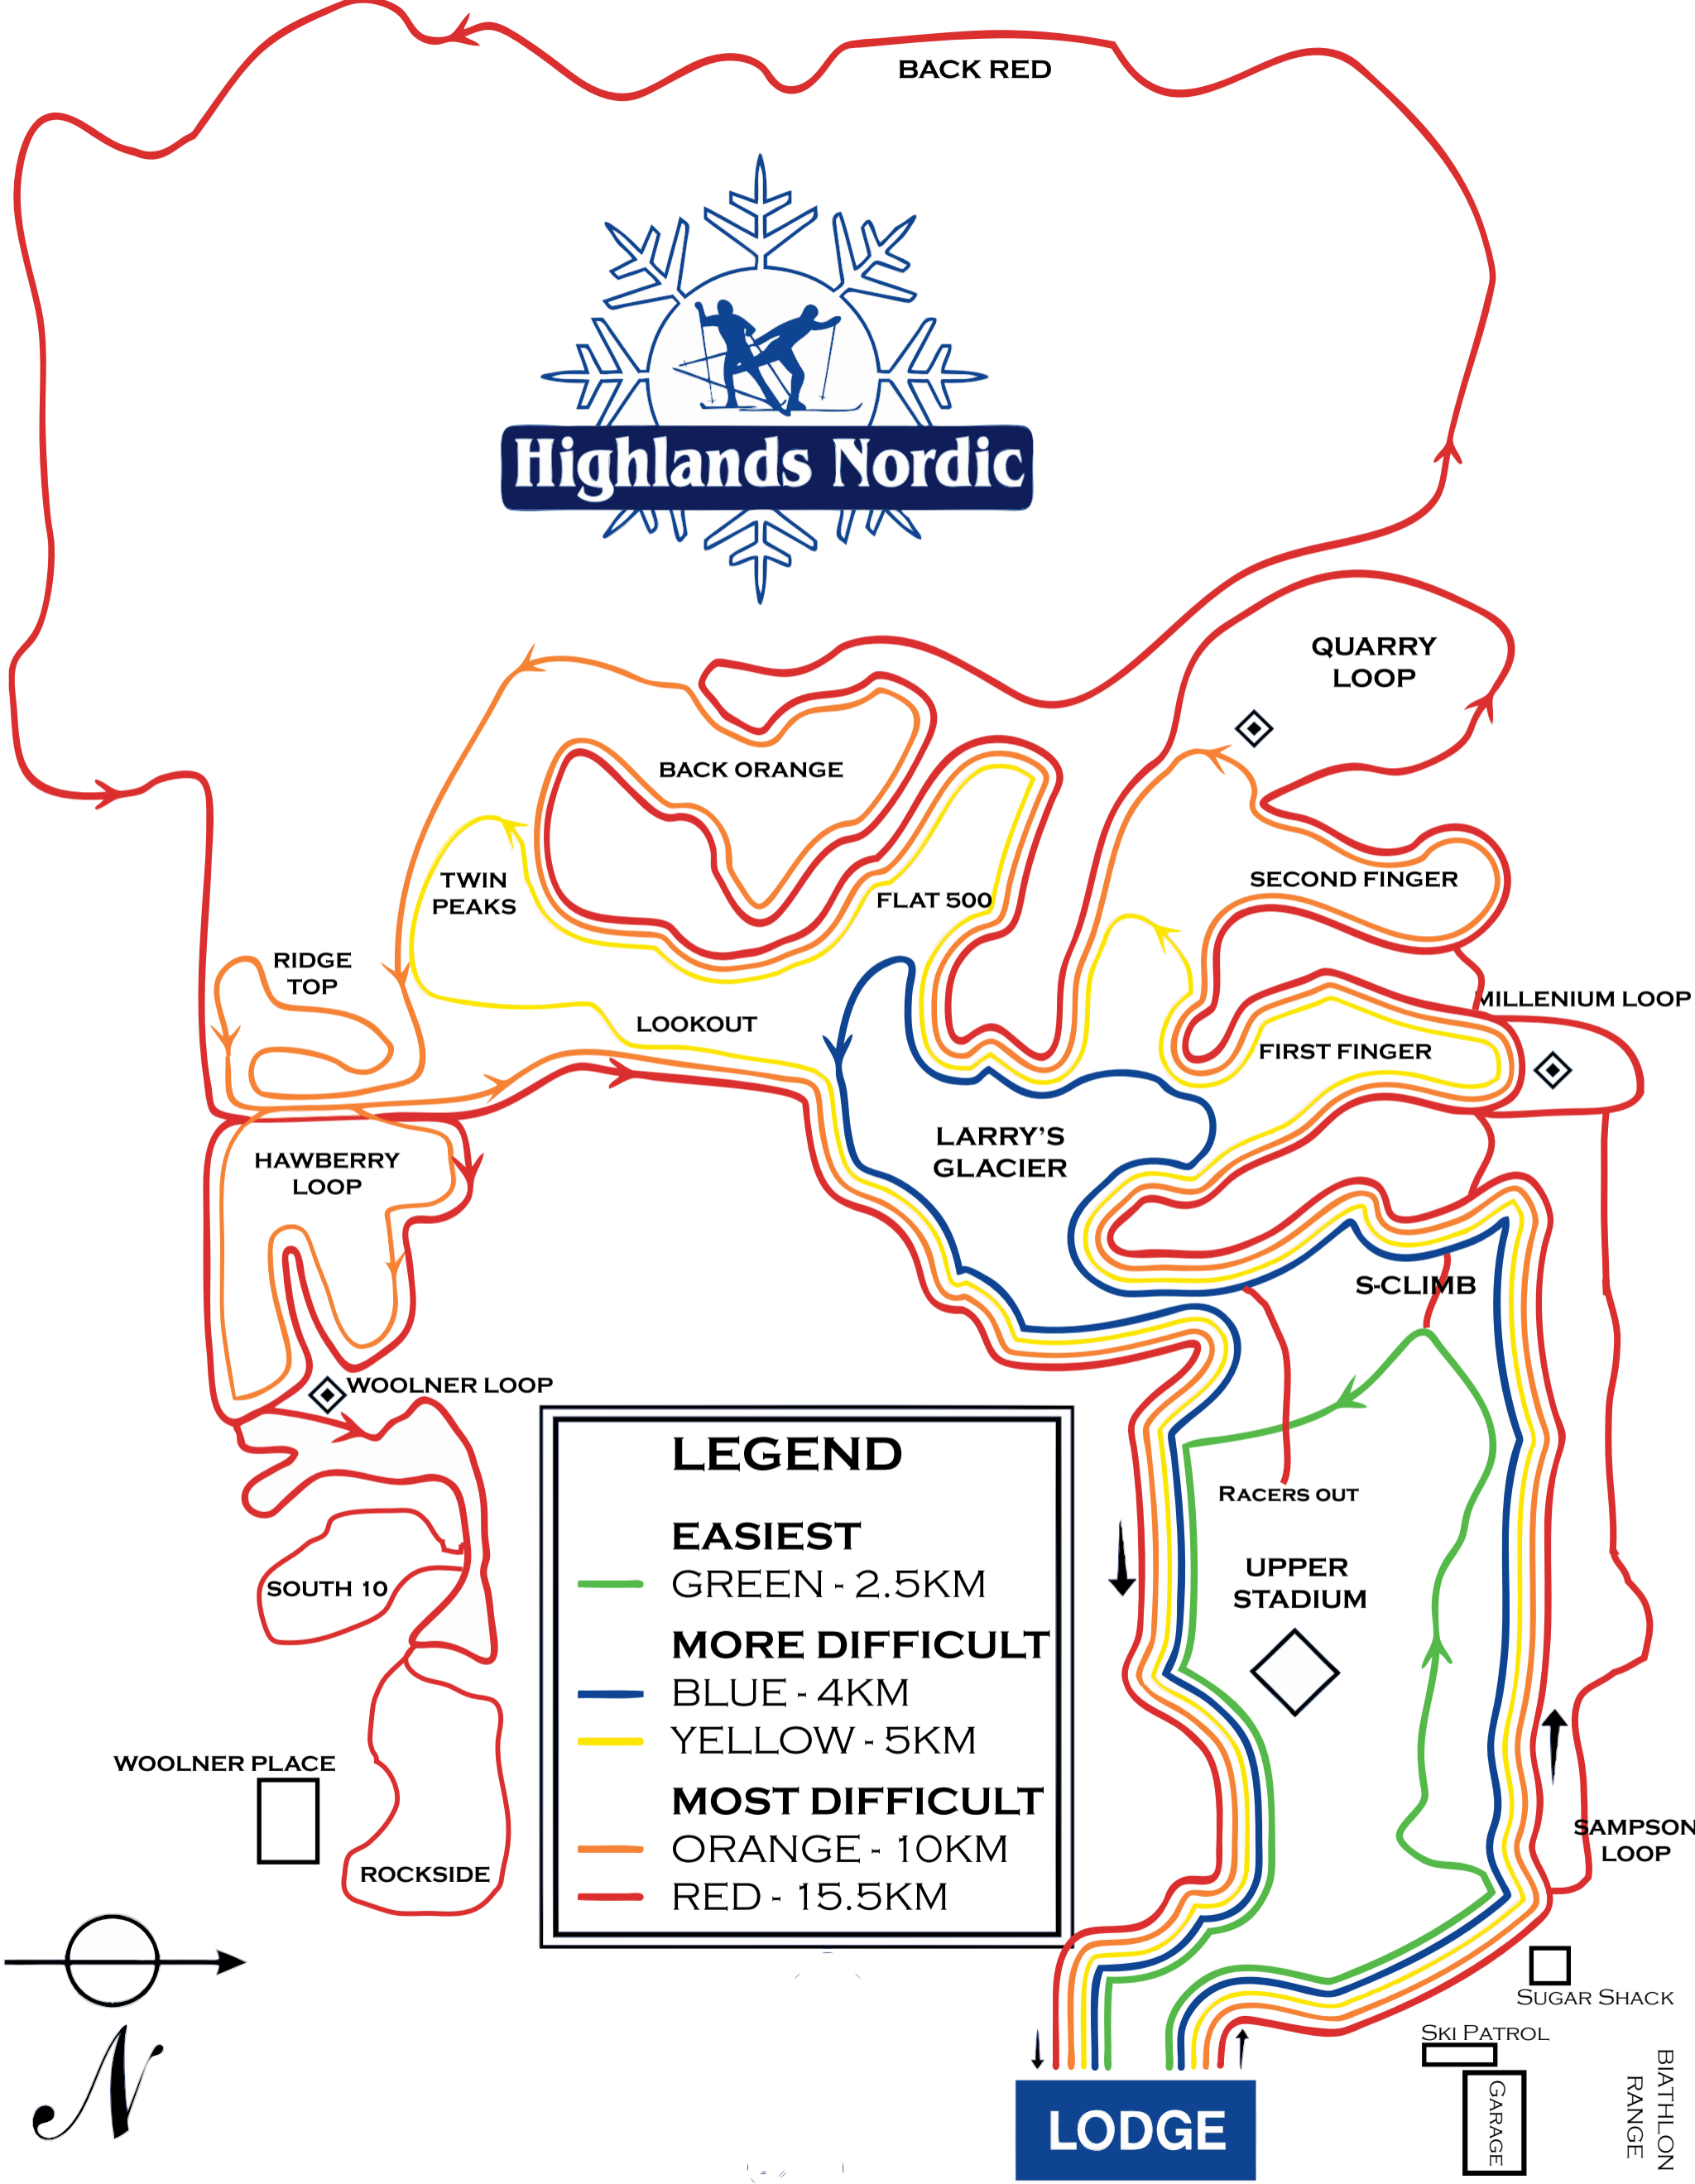 BACK RED
Highlands Nordic
QUARRY
LOOP
BACK ORANGE
TWIN
PEAKS
FLAT 500
SECOND FINGER
RIDGE
TOP
LOOKOUT
MILLENIUM LOOP
FIRST FINGER
LARRY'S
GLACIER
HAWBERRY
LOOP
S-CLIMB
WOOLNER LOOP
LEGEND
EASIEST
GREEN - 2.5KM
MORE DIFFICULT
BLUE - 4KM
YELLOW - 5KM
MOST DIFFICULT
ORANGE - 10KM
RED - 15.5KM
RACERS OUT
UPPER
STADIUM
SOUTH 10
WOOLNER PLACE
ROCKSIDE
SAMPSON
LOOP
SUGAR SHACK
SKI PATROL
GARAGE
BIATHLON
RANGE
N
LODGE